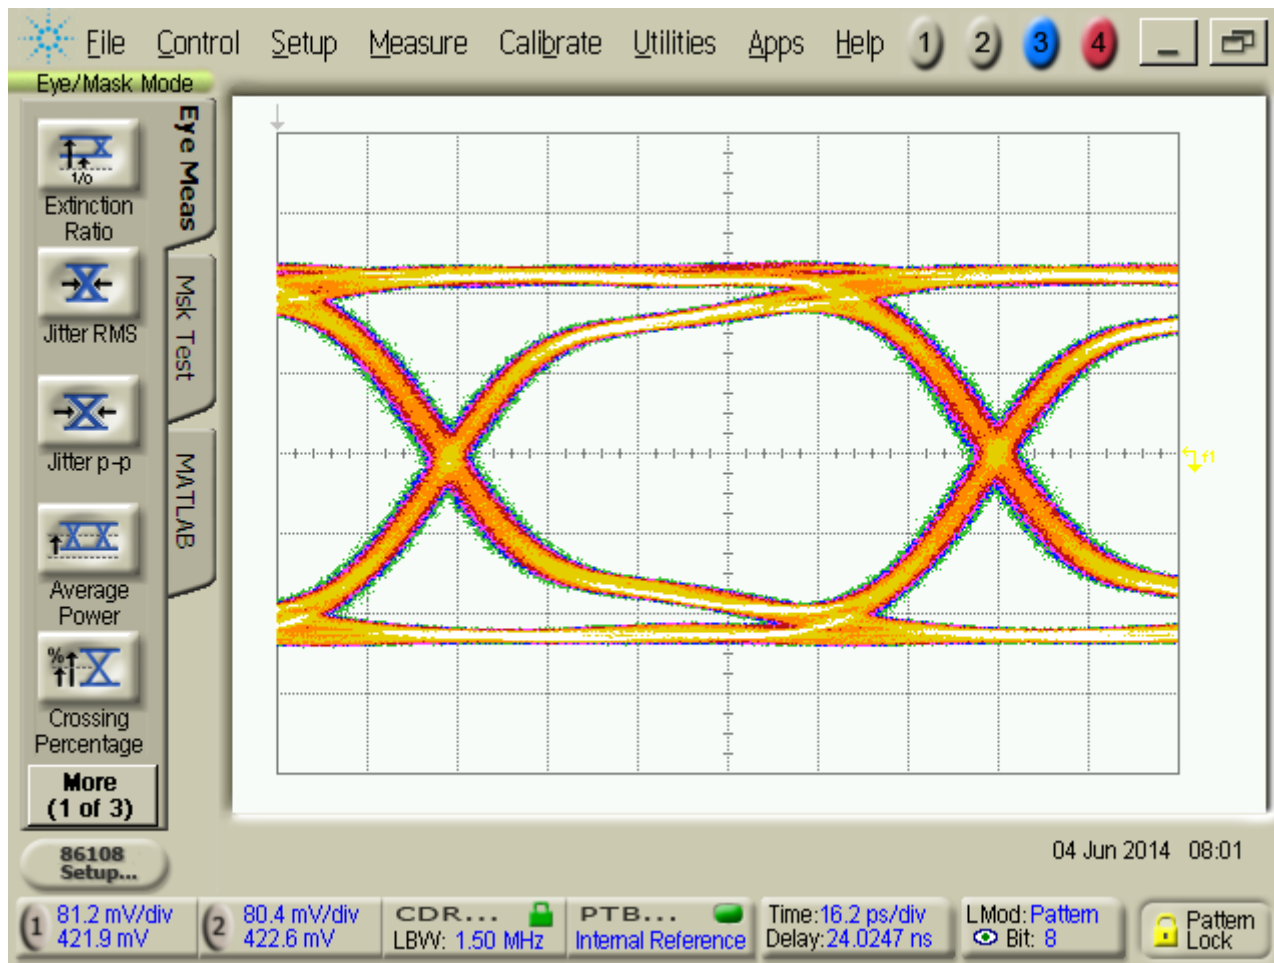 File Control Setup Measure Calibrate Utilities Apps Help 1 2 3 4
Eye/Mask Mode
Eye Meas
Msk Test
MATLAB
1/0
Extinction
Ratio
Jitter RMS
Jitter p-p
Average
Power
%
Crossing
Percentage
More
(1 of 3)
f1
86108
Setup...
04 Jun 2014 08:01
1 81.2 mV/div
421.9 mV
2 80.4 mV/div
422.6 mV
CDR...
LBW: 1.50 MHz
PTB...
Internal Reference
Time:16.2 ps/div
Delay:24.0247 ns
LMod: Pattern
Bit: 8
Pattern
Lock